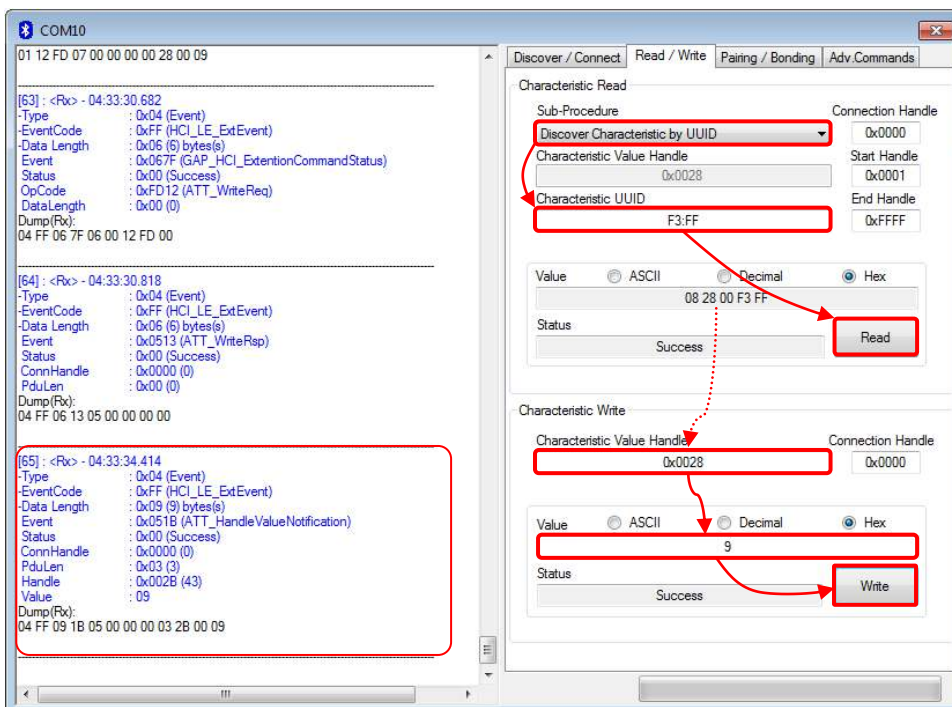 COM10
01 12 FD 07 00 00 00 00 28 00 09
[63] : <Rx> - 04:33:30.682
-Type : 0x04 (Event)
-EventCode : 0xFF (HCI_LE_ExtEvent)
-Data Length : 0x06 (6) bytes(s)
Event : 0x067F (GAP_HCI_ExtentionCommandStatus)
Status : 0x00 (Success)
OpCode : 0xFD12 (ATT_WriteReq)
DataLength : 0x00 (0)
Dump(Rx):
04 FF 06 7F 06 00 12 FD 00
[64] : <Rx> - 04:33:30.818
-Type : 0x04 (Event)
-EventCode : 0xFF (HCI_LE_ExtEvent)
-Data Length : 0x06 (6) bytes(s)
Event : 0x0513 (ATT_WriteRsp)
Status : 0x00 (Success)
ConnHandle : 0x0000 (0)
PduLen : 0x00 (0)
Dump(Rx):
04 FF 06 13 05 00 00 00 00
[65] : <Rx> - 04:33:34.414
-Type : 0x04 (Event)
-EventCode : 0xFF (HCI_LE_ExtEvent)
-Data Length : 0x09 (9) bytes(s)
Event : 0x051B (ATT_HandleValueNotification)
Status : 0x00 (Success)
ConnHandle : 0x0000 (0)
PduLen : 0x03 (3)
Handle : 0x002B (43)
Value : 09
Dump(Rx):
04 FF 09 1B 05 00 00 00 03 2B 00 09
Discover / Connect Read / Write Pairing / Bonding Adv.Commands
Characteristic Read
Sub-Procedure Connection Handle
Discover Characteristic by UUID 0x0000
Characteristic Value Handle Start Handle
0x0028 0x0001
Characteristic UUID End Handle
F3:FF 0xFFFF
Value ASCII Decimal Hex
08 28 00 F3 FF
Status
Success Read
Characteristic Write
Characteristic Value Handle Connection Handle
0x0028 0x0000
Value ASCII Decimal Hex
9
Status
Success Write